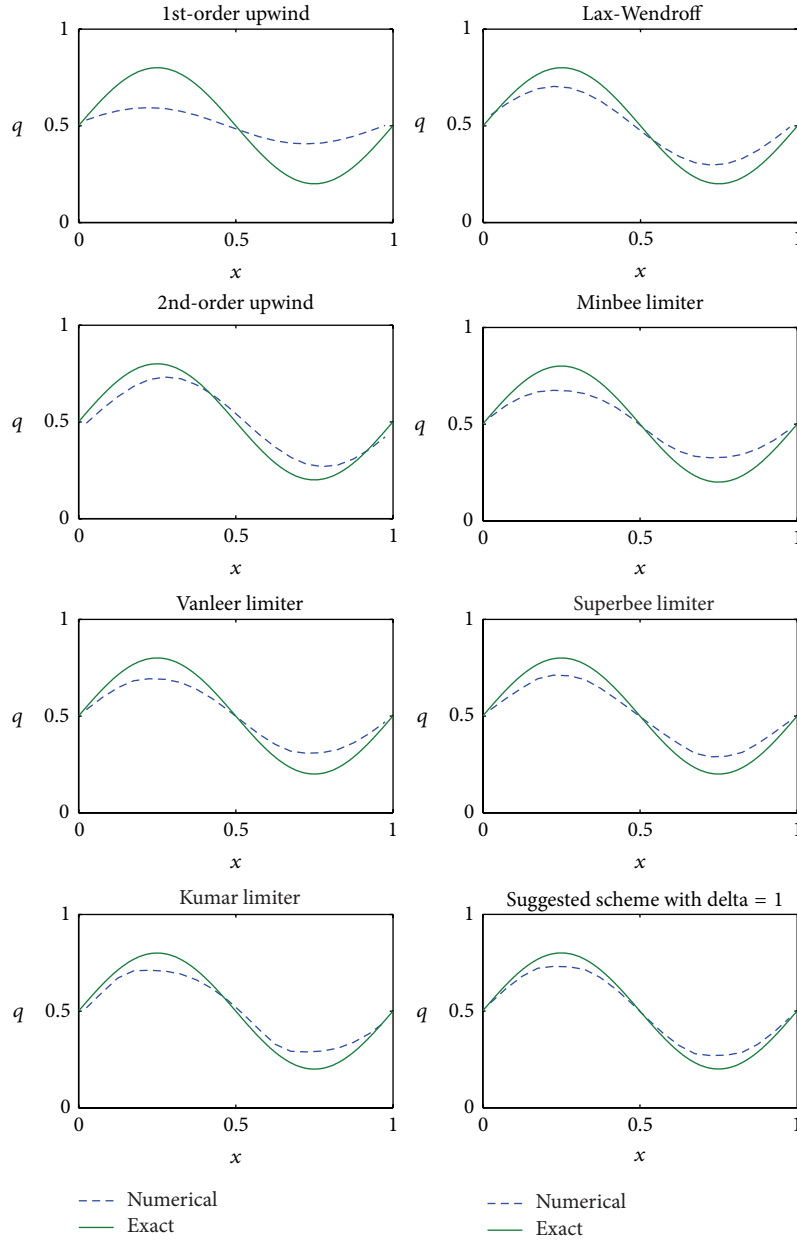 1st-order upwind
1
q
0.5
0
0
0.5
1
x
Lax-Wendroff
1
q
0.5
0
0
0.5
1
x
2nd-order upwind
1
q
0.5
0
0
0.5
1
x
Minbee limiter
1
q
0.5
0
0
0.5
1
x
Vanleer limiter
1
q
0.5
0
0
0.5
1
x
Superbee limiter
1
q
0.5
0
0
0.5
1
x
Kumar limiter
1
q
0.5
0
0
0.5
1
x
Suggested scheme with delta = 1
1
q
0.5
0
0
0.5
1
x
Numerical
Exact
Numerical
Exact